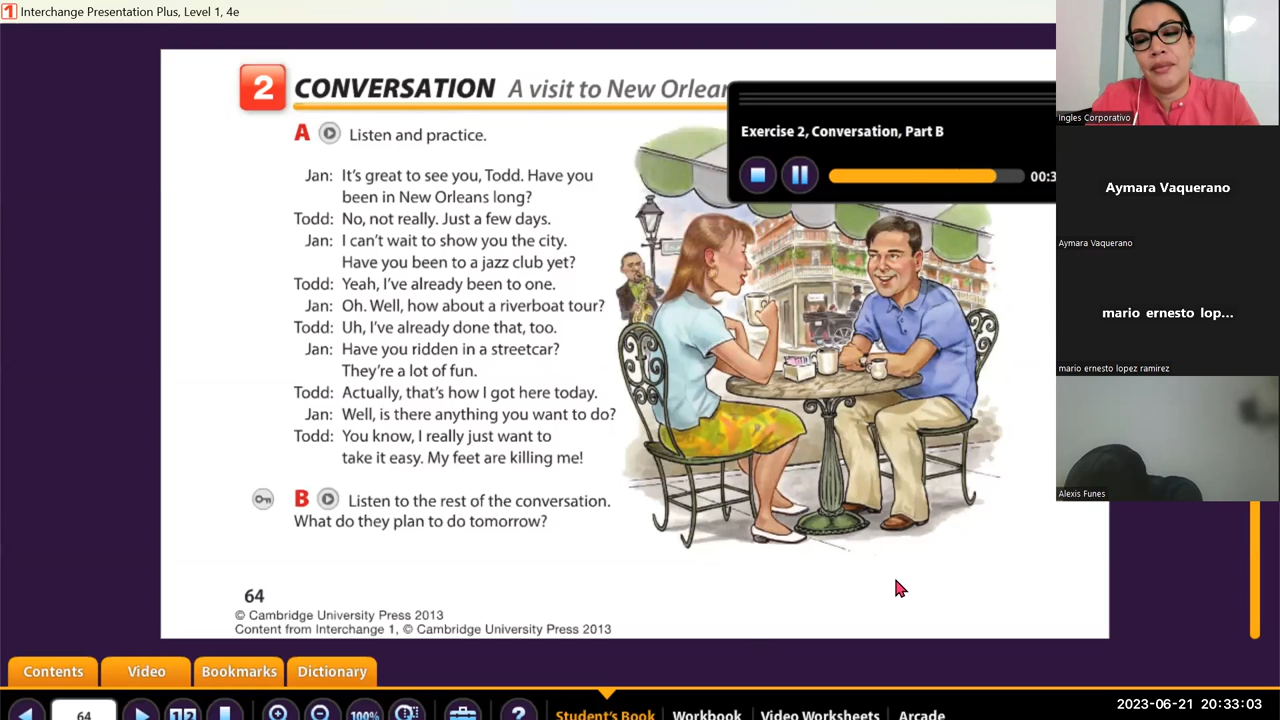 Interchange Presentation Plus, Level 1, 4e
2 CONVERSATION A visit to New Orlean
A Listen and practice.
Jan: It's great to see you, Todd. Have you
been in New Orleans long?
Todd: No, not really. Just a few days.
Jan: I can't wait to show you the city.
Have you been to a jazz club yet?
Todd: Yeah, I've already been to one.
Jan: Oh. Well, how about a riverboat tour?
Todd: Uh, I've already done that, too.
Jan: Have you ridden in a streetcar?
They're a lot of fun.
Todd: Actually, that's how I got here today.
Jan: Well, is there anything you want to do?
Todd: You know, I really just want to
take it easy. My feet are killing me!
B Listen to the rest of the conversation.
What do they plan to do tomorrow?
64
© Cambridge University Press 2013
Content from Interchange 1, © Cambridge University Press 2013
Exercise 2, Conversation, Part B
00:3
Ingles Corporativo
Aymara Vaquerano
Aymara Vaquerano
mario ernesto lop...
mario ernesto lopez ramirez
Alexis Funes
Contents Video Bookmarks Dictionary
64 1 2 100% ?
Student's Book Workbook Video Worksheets Arcade
2023-06-21 20:33:03